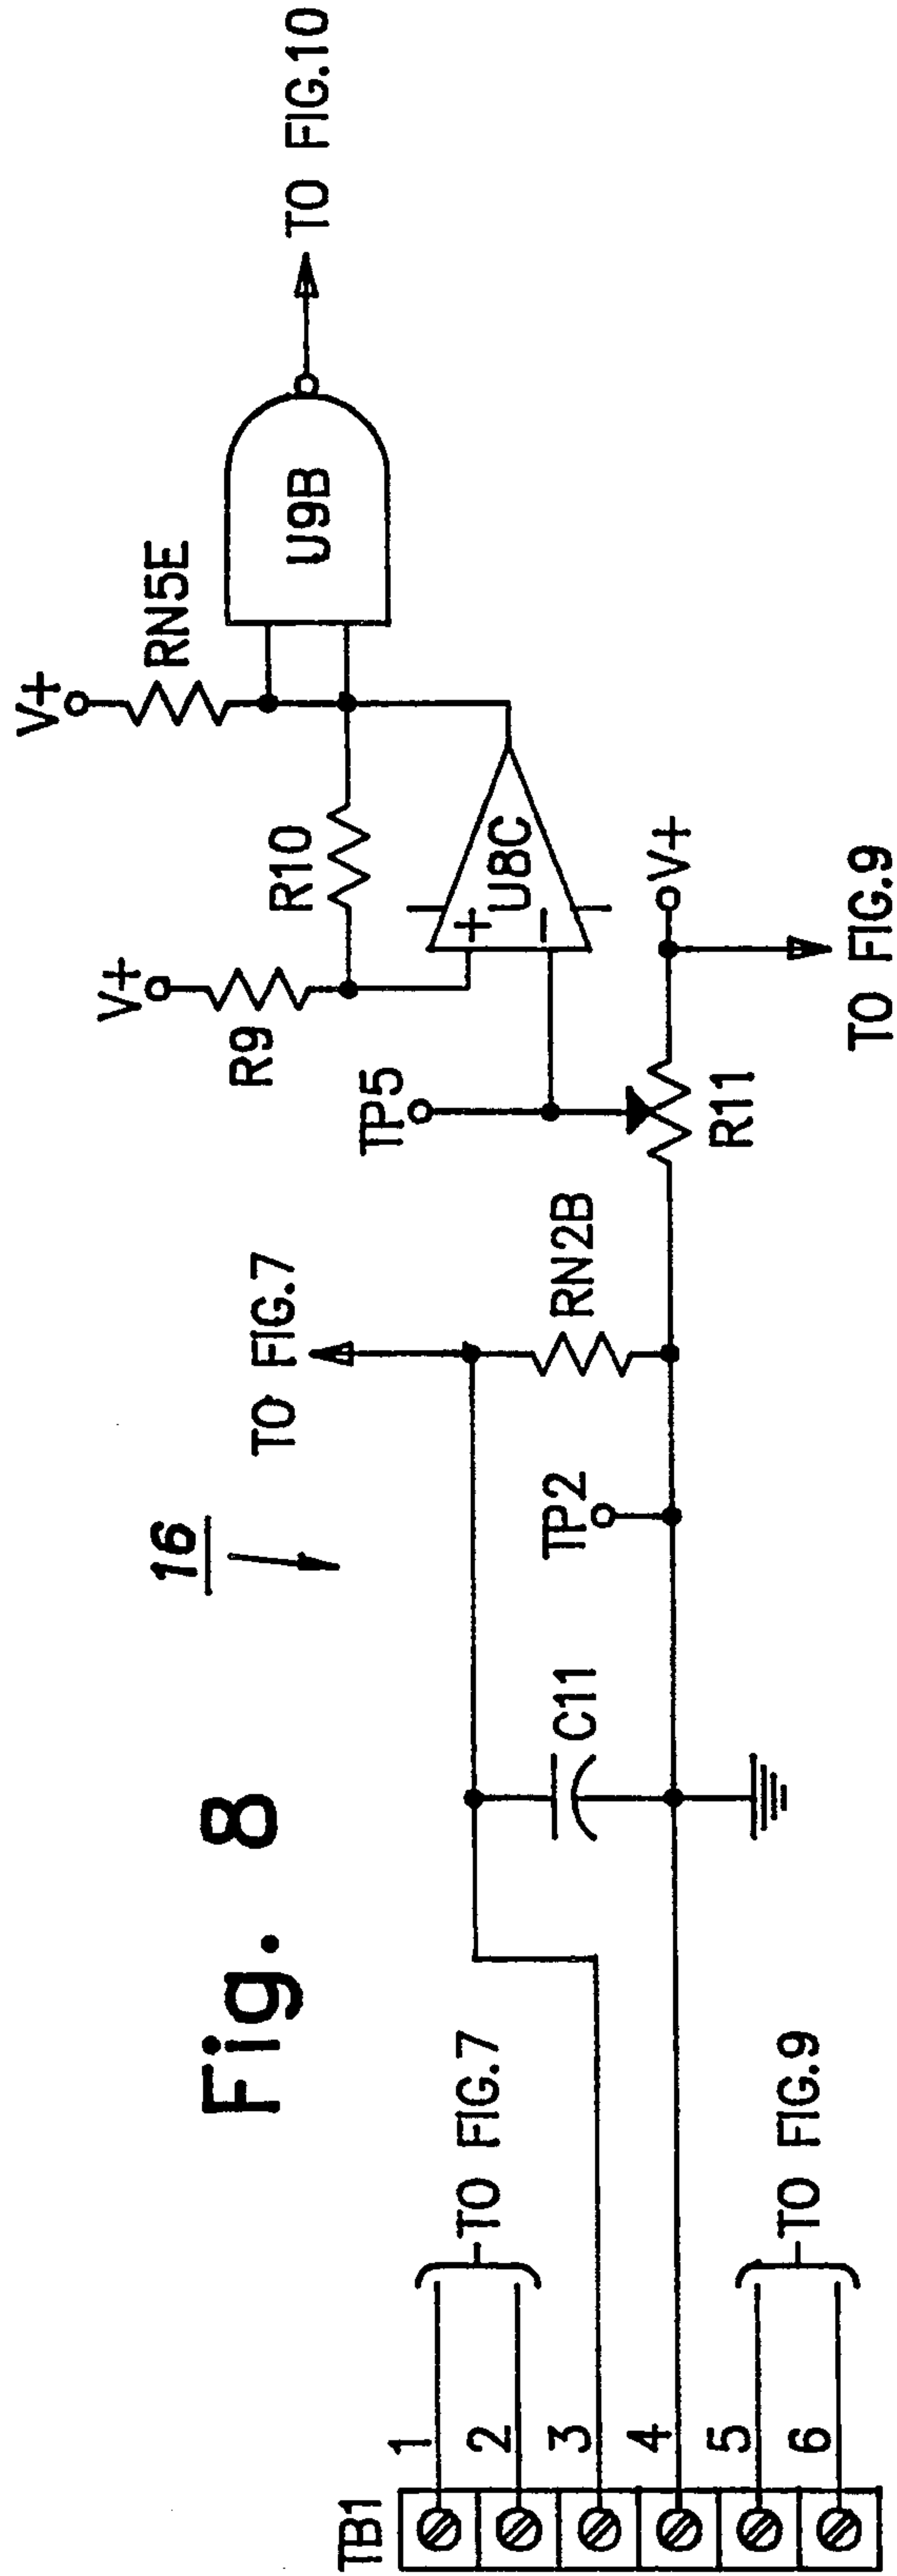 Fig. 8
16
TB1
1
2
3
4
5
6
TO FIG.7
TO FIG.9
C11
TP2
TO FIG.7
RN2B
TP5
R11
R9
V+
R10
+
−
U8C
V+
TO FIG.9
V+
RN5E
U9B
TO FIG.10